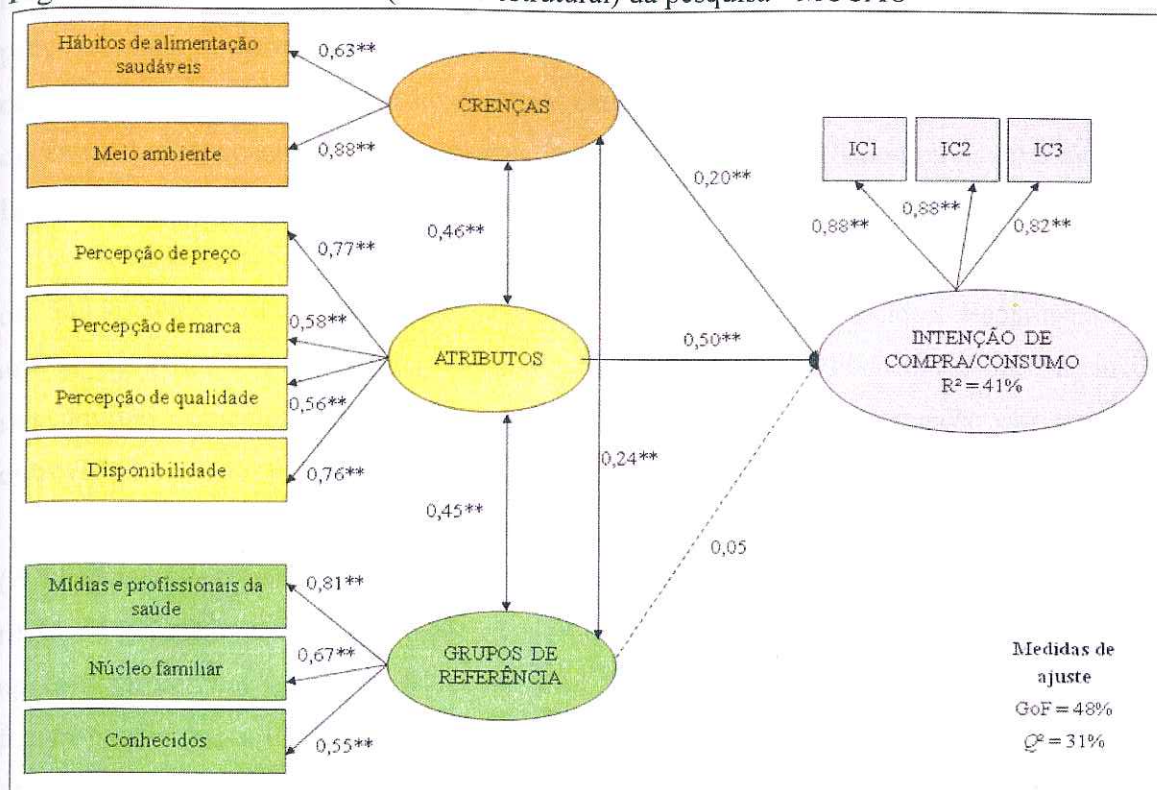 (
estrutural) da pesquisa
Hábitos de alimentação
saudáveis
0,63**
Meio ambiente
0,88**
CRENÇAS
Percepção de preço
0,77**
Percepção de marca
0,58**
Percepção de qualidade
0,56**
Disponibilidade
0,76**
ATRIBUTOS
Mídias e profissionais da
saúde
0,81**
Núcleo familiar
0,67**
Conhecidos
0,55**
GRUPOS DE
REFERÊNCIA
0,46**
0,45**
0,24**
0,20**
0,50**
0,05
IC1
IC2
IC3
0,88**
0,88**
0,82**
INTENÇÃO DE
COMPRA/CONSUMO
R² = 41%
Medidas de
ajuste
GoF = 48%
Q² = 31%